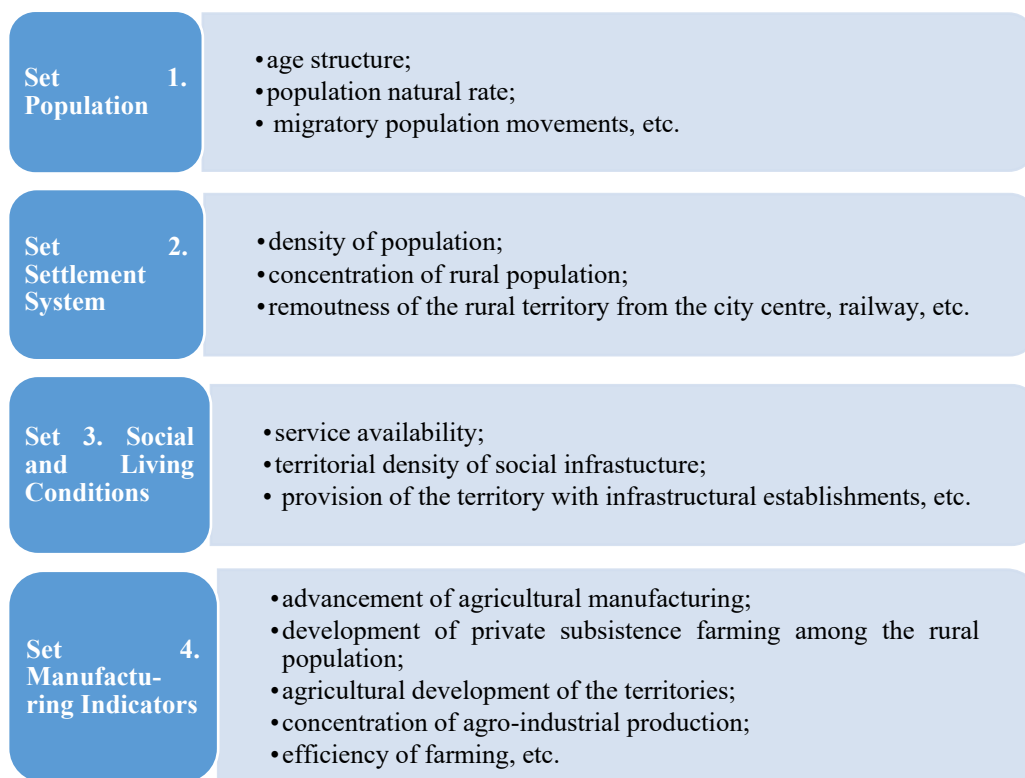 Set 1.
Population
•age structure;
•population natural rate;
• migratory population movements, etc.
Set 2.
Settlement
System
•density of population;
•concentration of rural population;
•remoutness of the rural territory from the city centre, railway, etc.
Set 3. Social
and Living
Conditions
•service availability;
•territorial density of social infrastucture;
• provision of the territory with infrastructural establishments, etc.
Set 4.
Manufactu-
ring Indicators
•advancement of agricultural manufacturing;
•development of private subsistence farming among the rural
population;
•agricultural development of the territories;
•concentration of agro-industrial production;
•efficiency of farming, etc.